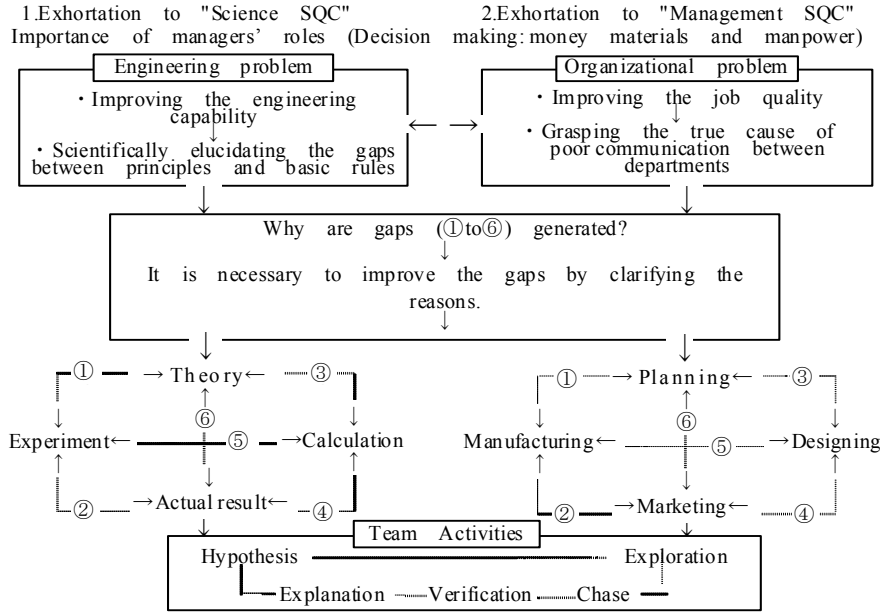 1.Exhortation to "Science SQC"
2.Exhortation to "Management SQC"
Importance of managers' roles (Decision making:money materials and manpower)
Engineering problem
・Improving the engineering
capability
↓
・Scientifically elucidating the gaps
between principles and basic rules
Organizational problem
・Improving the job quality
↓
・Grasping the true cause of
poor communication between
departments
Why are gaps (①to⑥) generated?
↓
It is necessary to improve the gaps by clarifying the
reasons.
↓
① →Theory← ③
⑥
Experiment← ⑤ →Calculation
② →Actual result← ④
① →Planning← ③
⑥
Manufacturing← ⑤ →Designing
② →Marketing← ④
Team Activities
Hypothesis Exploration
Explanation Verification Chase